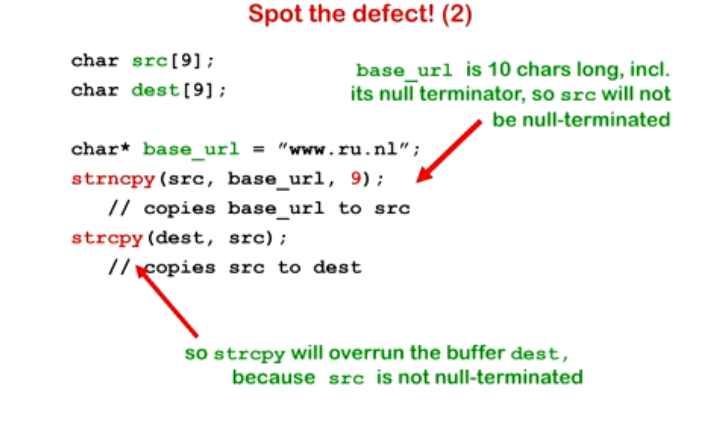 Spot the defect! (2)
char src[9];
char dest[9];
base_url is 10 chars long, incl.
its null terminator, so src will not
be null-terminated
char* base_url = "www.ru.nl";
strncpy(src, base_url, 9);
// copies base_url to src
strcpy(dest, src);
// copies src to dest
so strcpy will overrun the buffer dest,
because src is not null-terminated